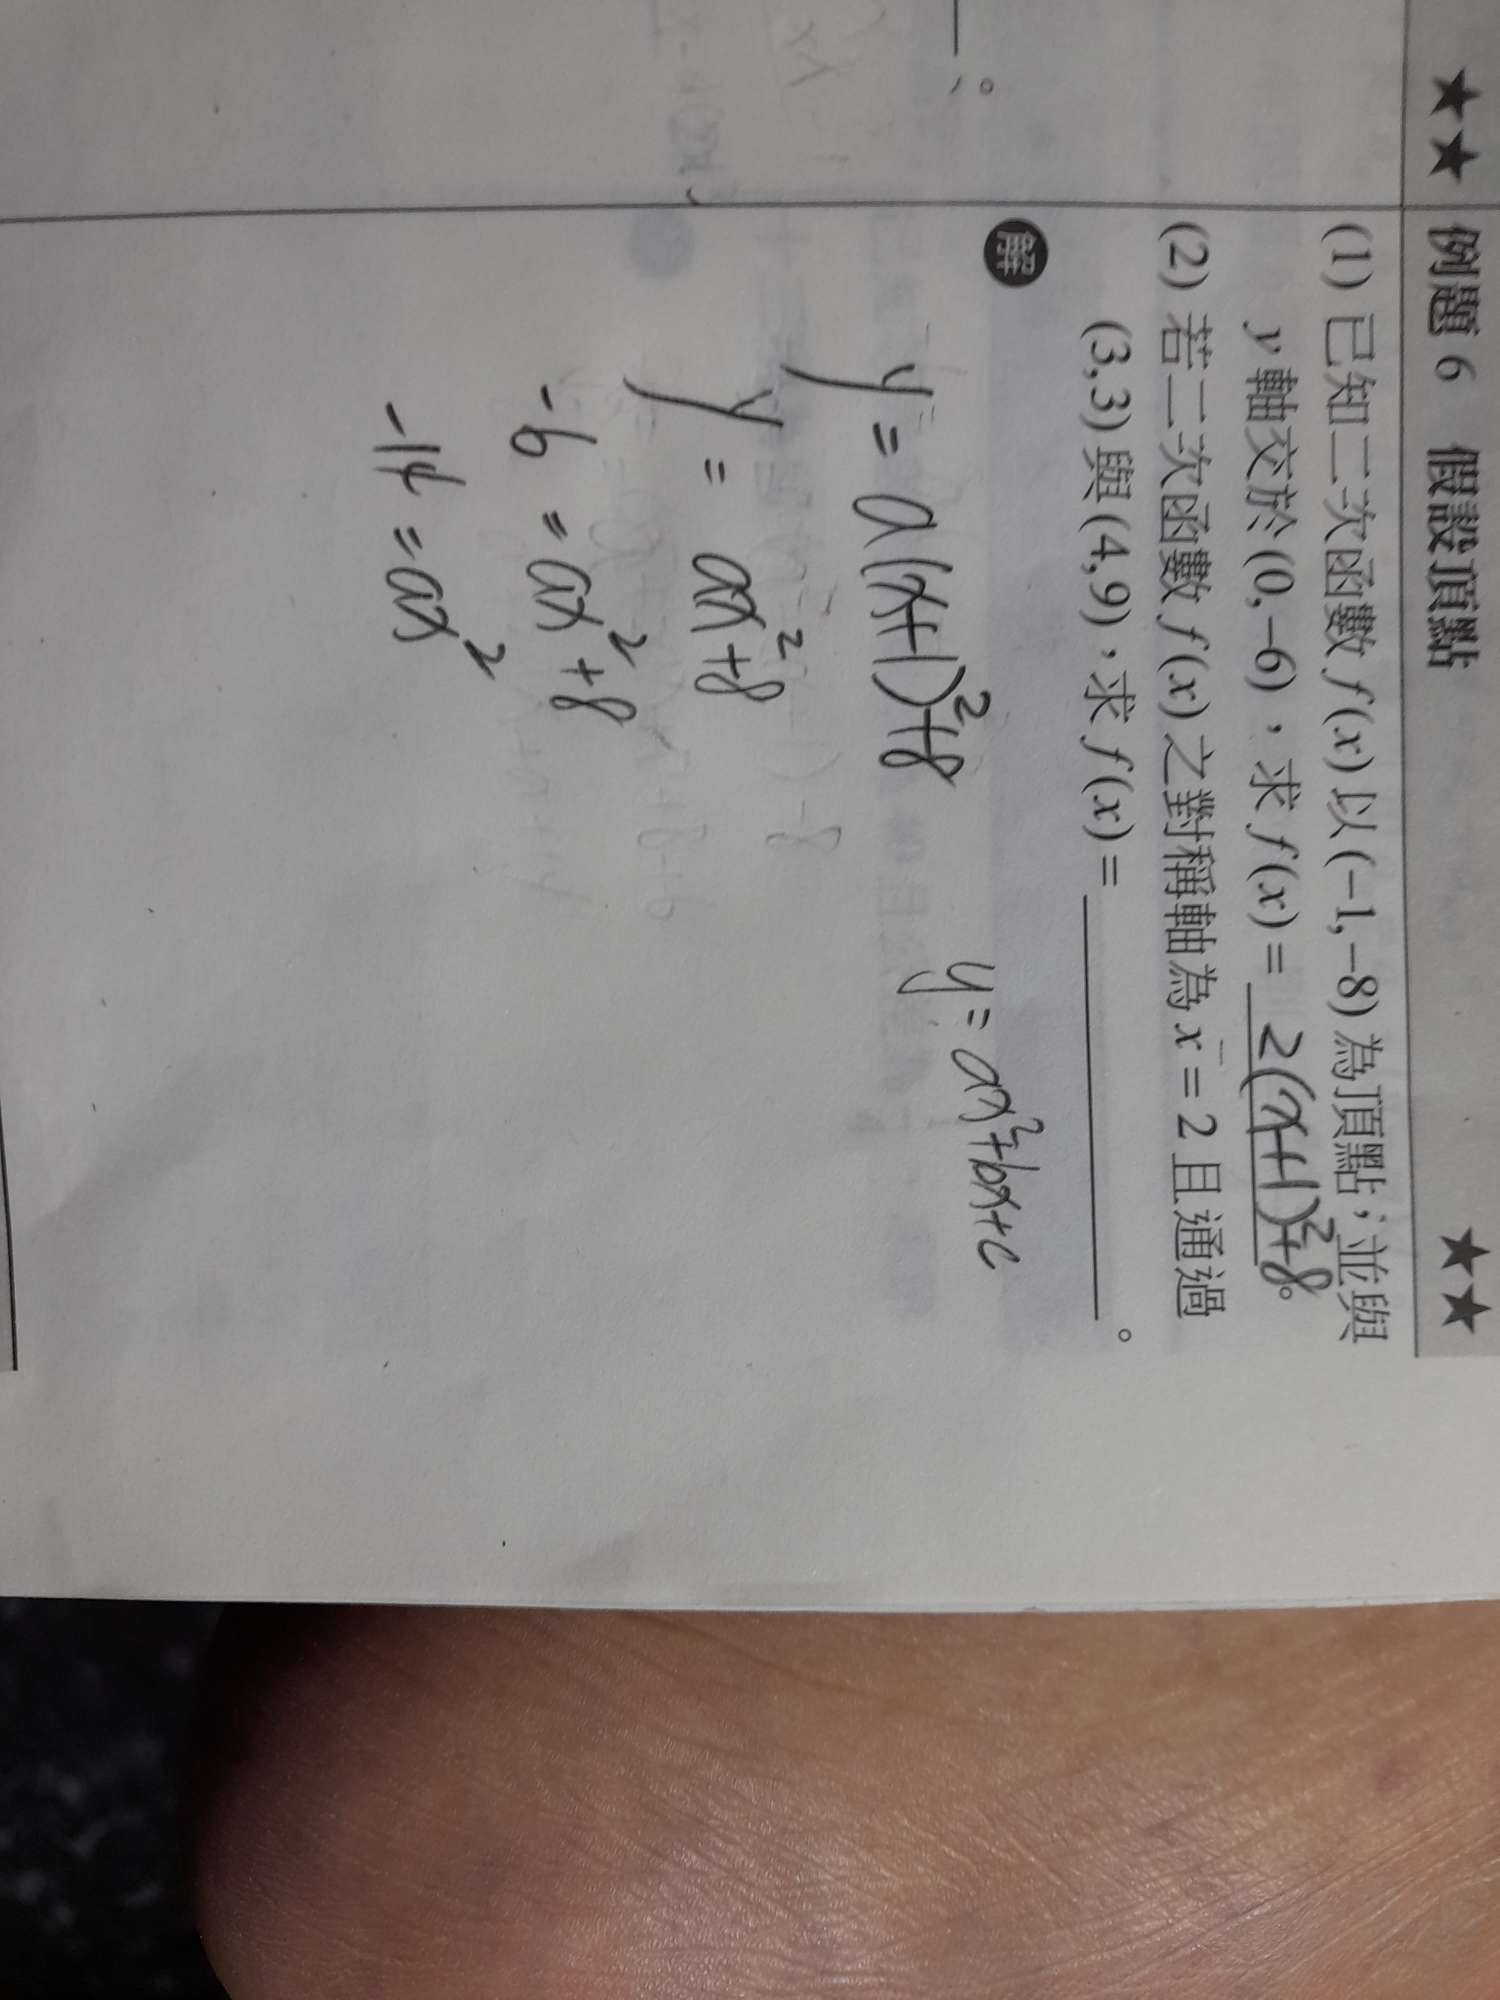 ★★ 例題 6 假設頂點 ★★
(1) 已知二次函數 f(x) 以 (−1,−8) 為頂點，並與
y 軸交於 (0,−6)，求 f(x) = 2(x+1)²+8。
(2) 若二次函數 f(x) 之對稱軸為 x = 2 且通過
(3,3) 與 (4,9)，求 f(x) = ________。
解
y = a(x+1)²+8
y = ax²+bx+c
y = ax²+8
-6 = ax²+8
-14 = ax²